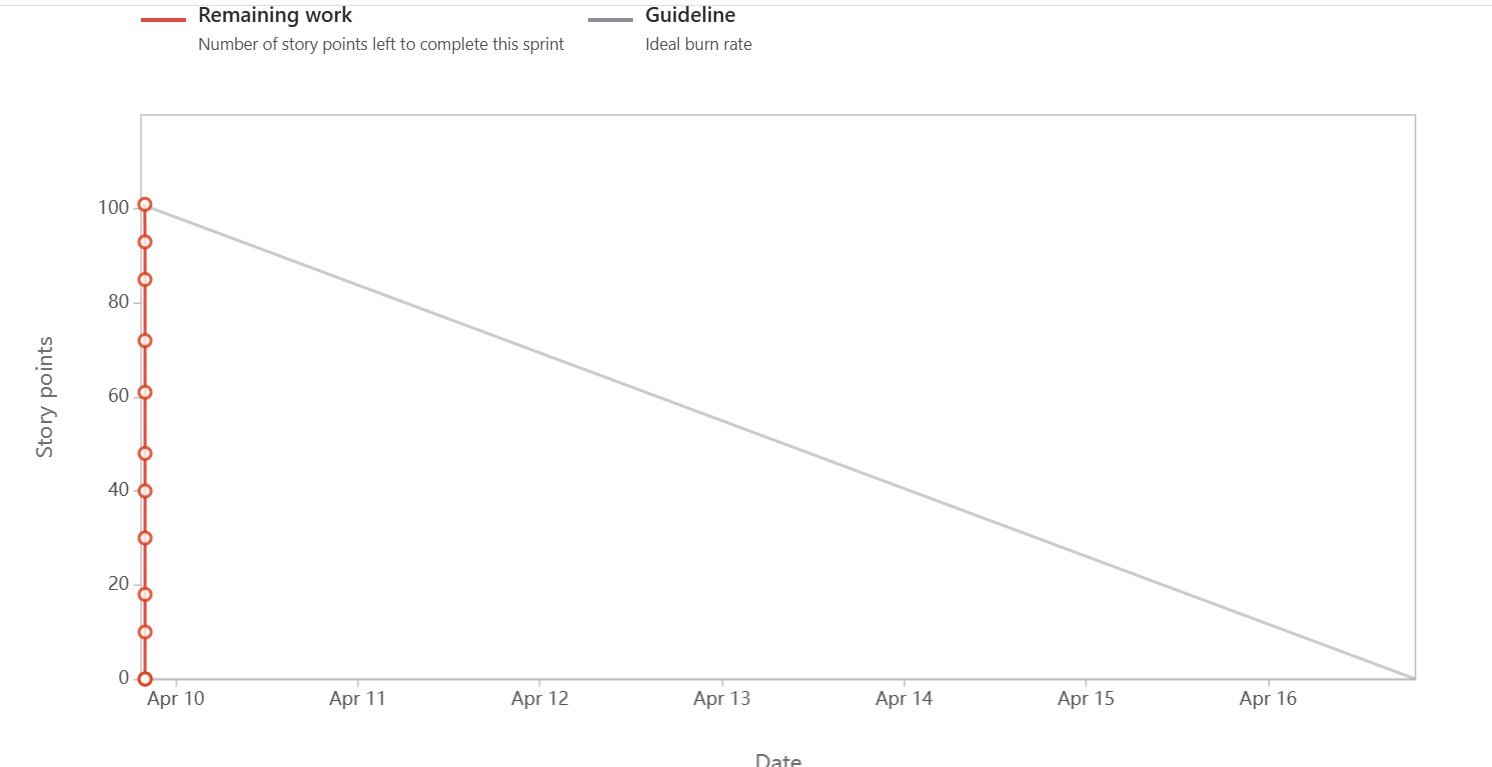 Remaining work
Number of story points left to complete this sprint
Guideline
Ideal burn rate
Story points
100
80
60
40
20
0
Apr 10
Apr 11
Apr 12
Apr 13
Apr 14
Apr 15
Apr 16
Date